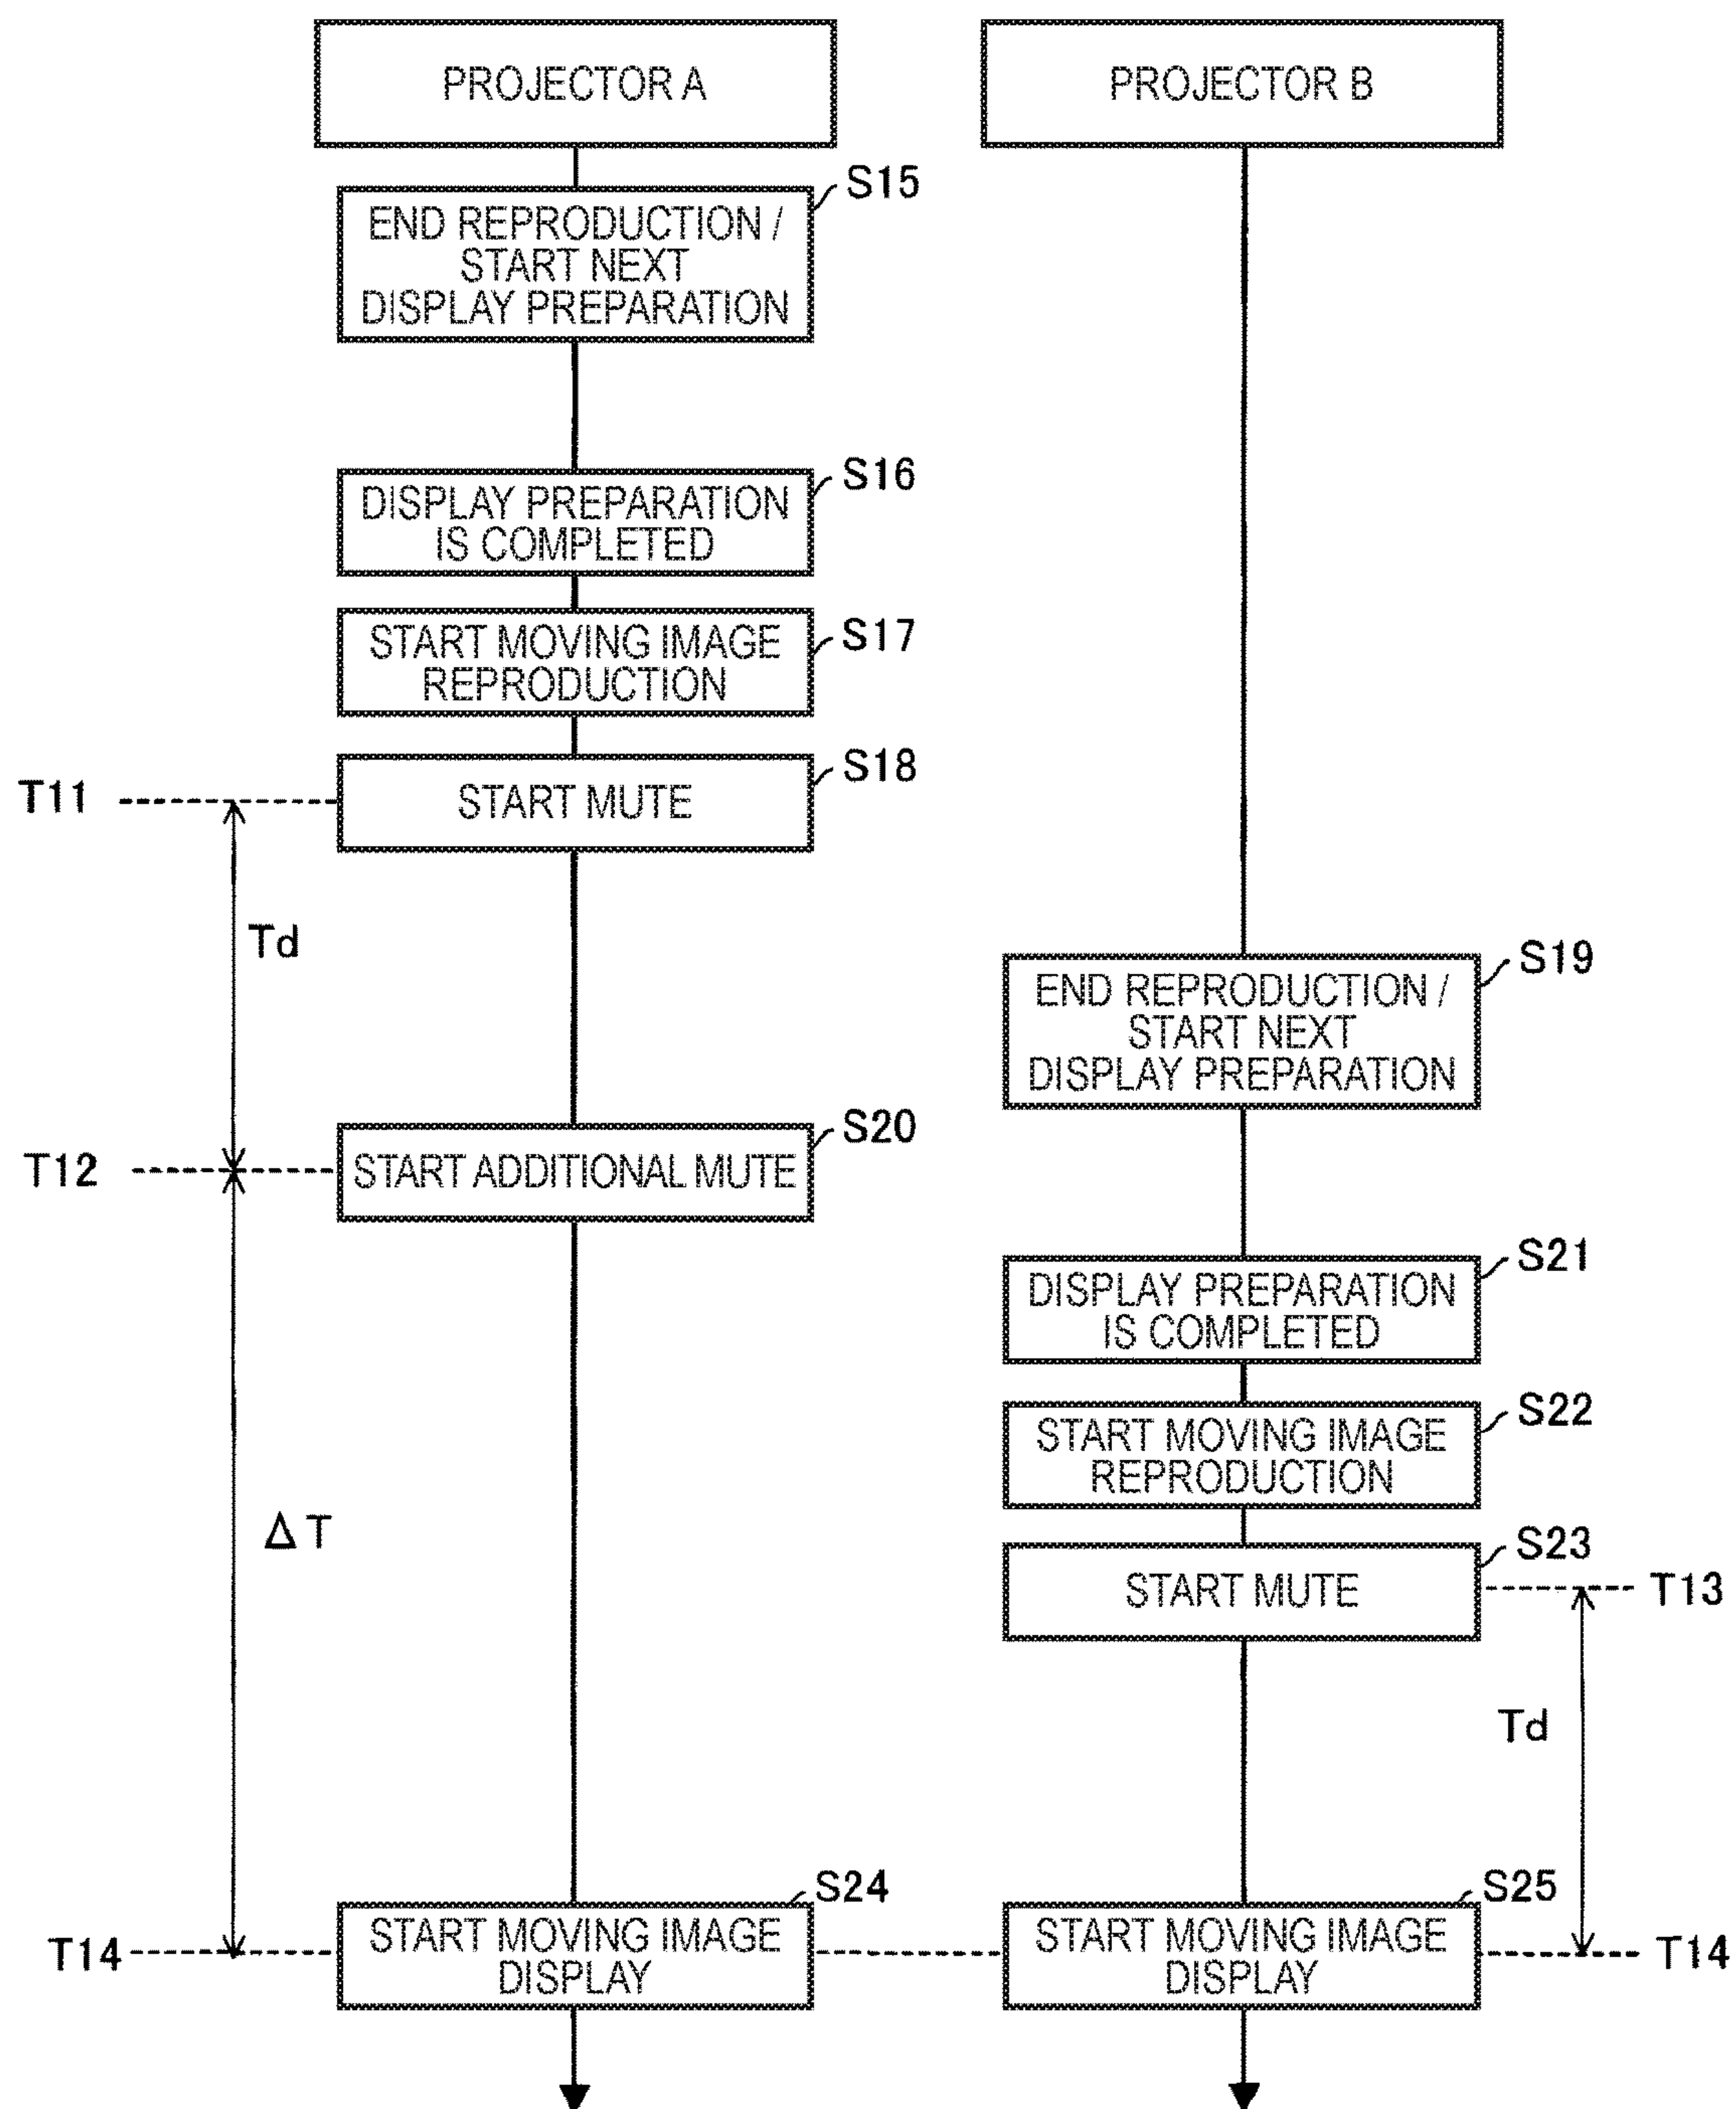 PROJECTOR A
PROJECTOR B
S15
END REPRODUCTION /
START NEXT
DISPLAY PREPARATION
S16
DISPLAY PREPARATION
IS COMPLETED
S17
START MOVING IMAGE
REPRODUCTION
S18
T11
START MUTE
Td
S19
END REPRODUCTION /
START NEXT
DISPLAY PREPARATION
S20
T12
START ADDITIONAL MUTE
S21
DISPLAY PREPARATION
IS COMPLETED
S22
START MOVING IMAGE
REPRODUCTION
ΔT
S23
START MUTE
T13
Td
S24
T14
START MOVING IMAGE
DISPLAY
S25
START MOVING IMAGE
DISPLAY
T14